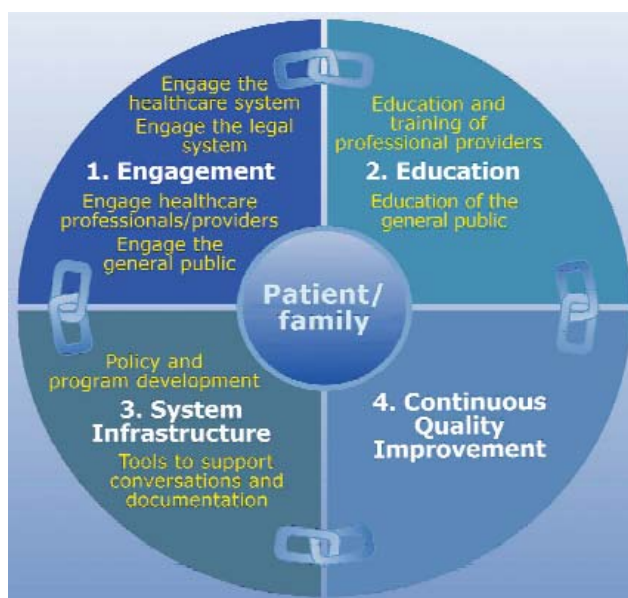 Engage the
healthcare system
Engage the legal
system
1. Engagement
Engage healthcare
professionals/providers
Engage the
general public
Education and
training of
professional providers
2. Education
Education of the
general public
Patient/
family
Policy and
program development
3. System
Infrastructure
Tools to support
conversations and
documentation
4. Continuous
Quality
Improvement